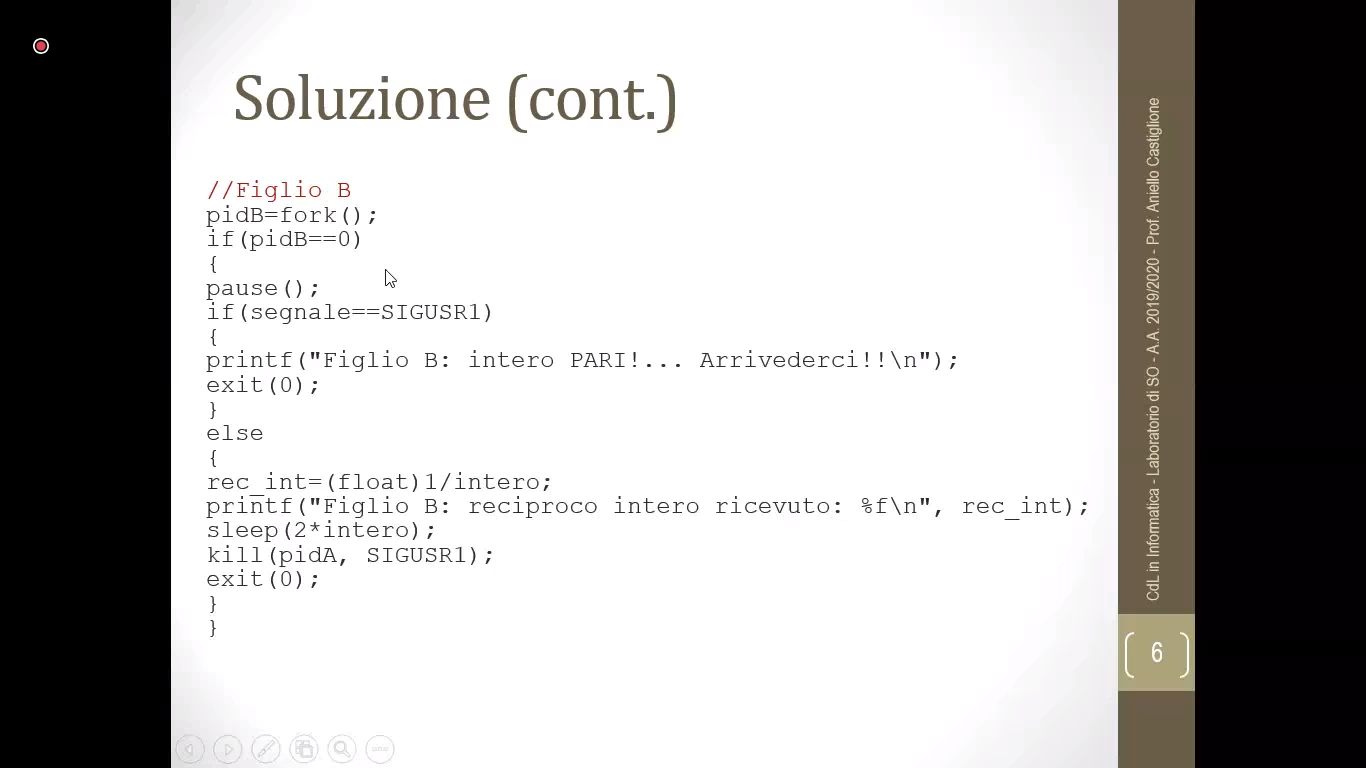 Soluzione (cont.)
//Figlio B
pidB=fork();
if(pidB==0)
{
pause();
if(segnale==SIGUSR1)
{
printf("Figlio B: intero PARI!... Arrivederci!!\n");
exit(0);
}
else
{
rec_int=(float)1/intero;
printf("Figlio B: reciproco intero ricevuto: %f\n", rec_int);
sleep(2*intero);
kill(pidA, SIGUSR1);
exit(0);
}
}
CdL in Informatica - Laboratorio di SO - A.A. 2019/2020 - Prof. Aniello Castiglione
6